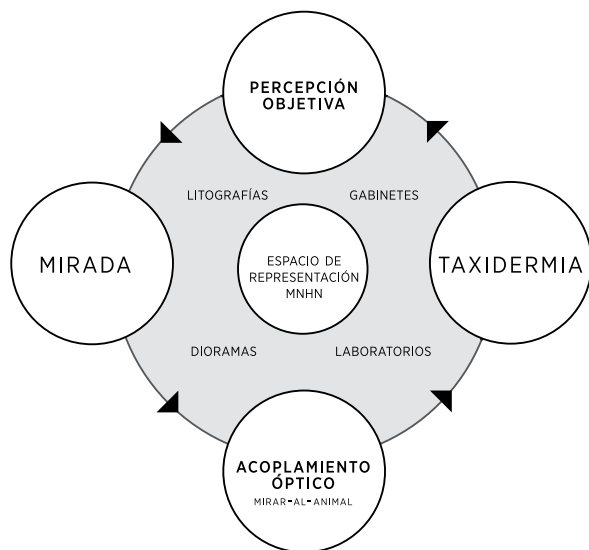 PERCEPCIÓN
OBJETIVA
LITOGRAFÍAS
GABINETES
MIRADA
ESPACIO DE
REPRESENTACIÓN
MNHN
TAXIDERMIA
DIORAMAS
LABORATORIOS
ACOPLAMIENTO
ÓPTICO
MIRAR-AL-ANIMAL